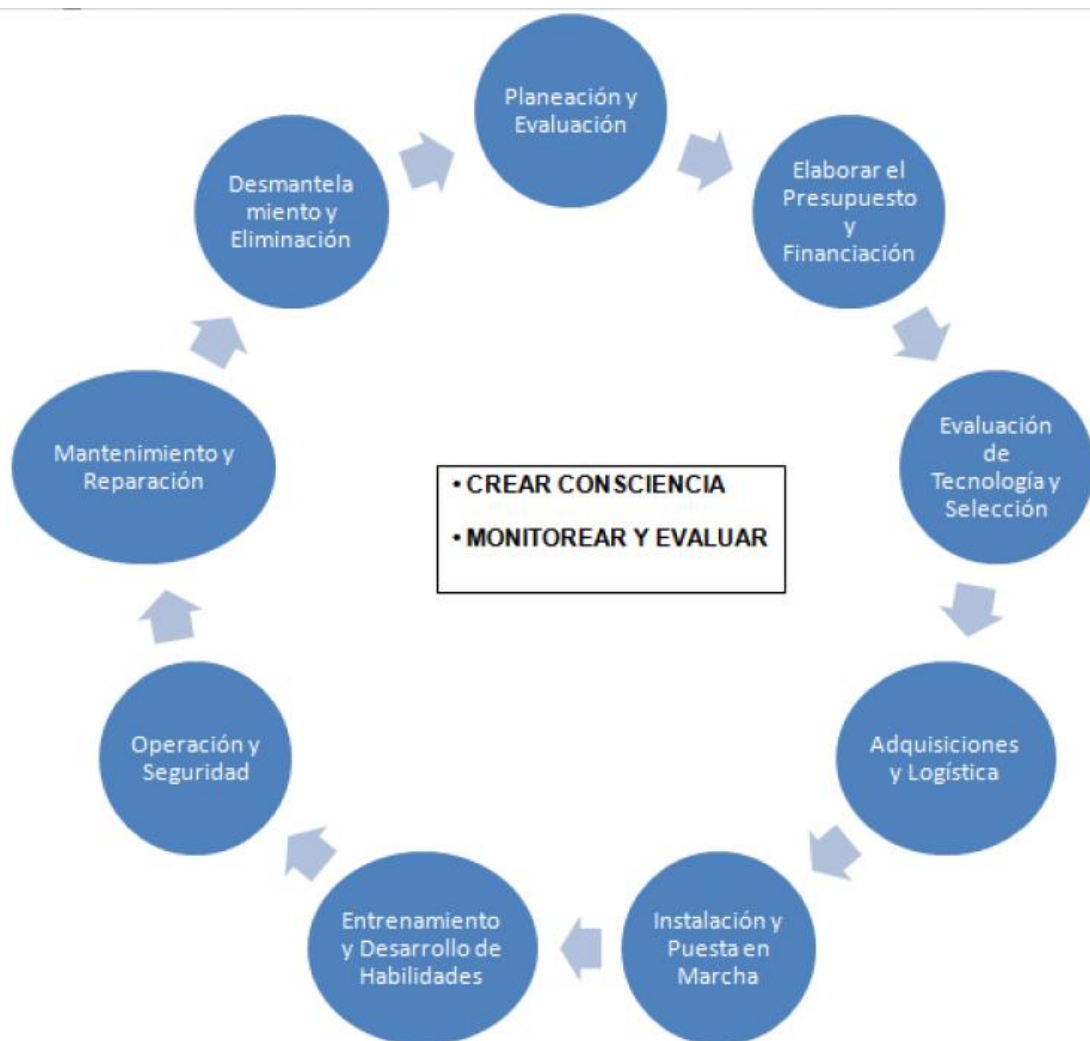 Planeación y
Evaluación
Elaborar el
Presupuesto
y
Financiación
Evaluación
de
Tecnología y
Selección
Adquisiciones
y Logística
Instalación y
Puesta en
Marcha
Entrenamiento
y Desarrollo de
Habilidades
Operación y
Seguridad
Mantenimiento y
Reparación
Desmantela
miento y
Eliminación
• CREAR CONSCIENCIA
• MONITOREAR Y EVALUAR